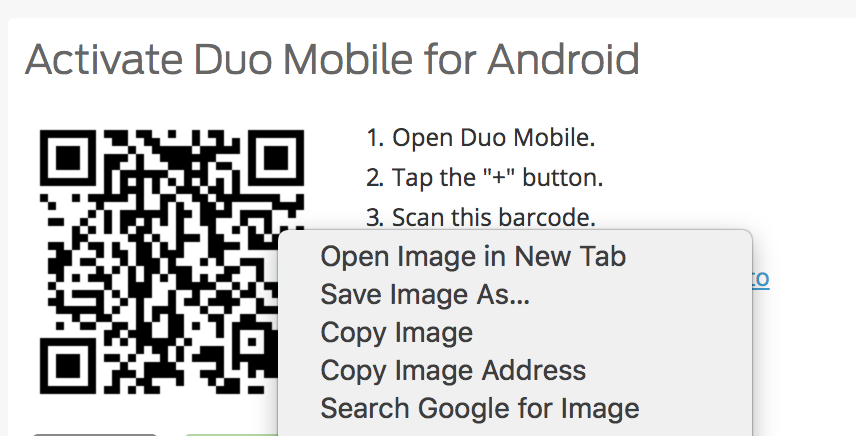 Activate Duo Mobile for Android
1. Open Duo Mobile.
2. Tap the "+" button.
3. Scan this barcode.
Open Image in New Tab
to
Save Image As...
Copy Image
Copy Image Address
Search Google for Image